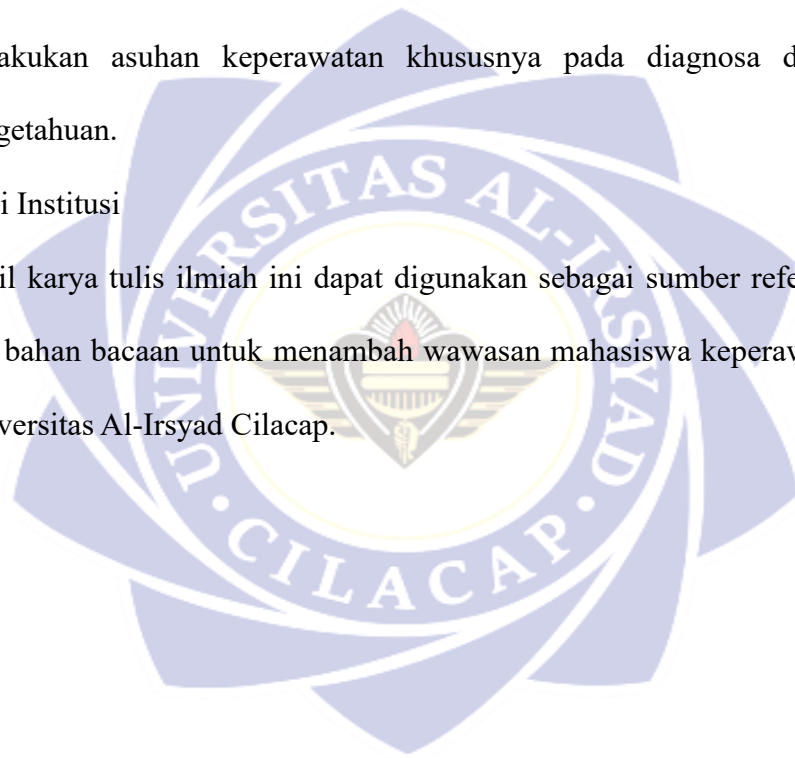 akukan asuhan keperawatan khususnya pada diagnosa d
getahuan.
i Institusi
il karya tulis ilmiah ini dapat digunakan sebagai sumber refe
bahan bacaan untuk menambah wawasan mahasiswa keperaw
versitas Al-Irsyad Cilacap.
UNIVERSITAS AL-IRSYAD
CILACAP